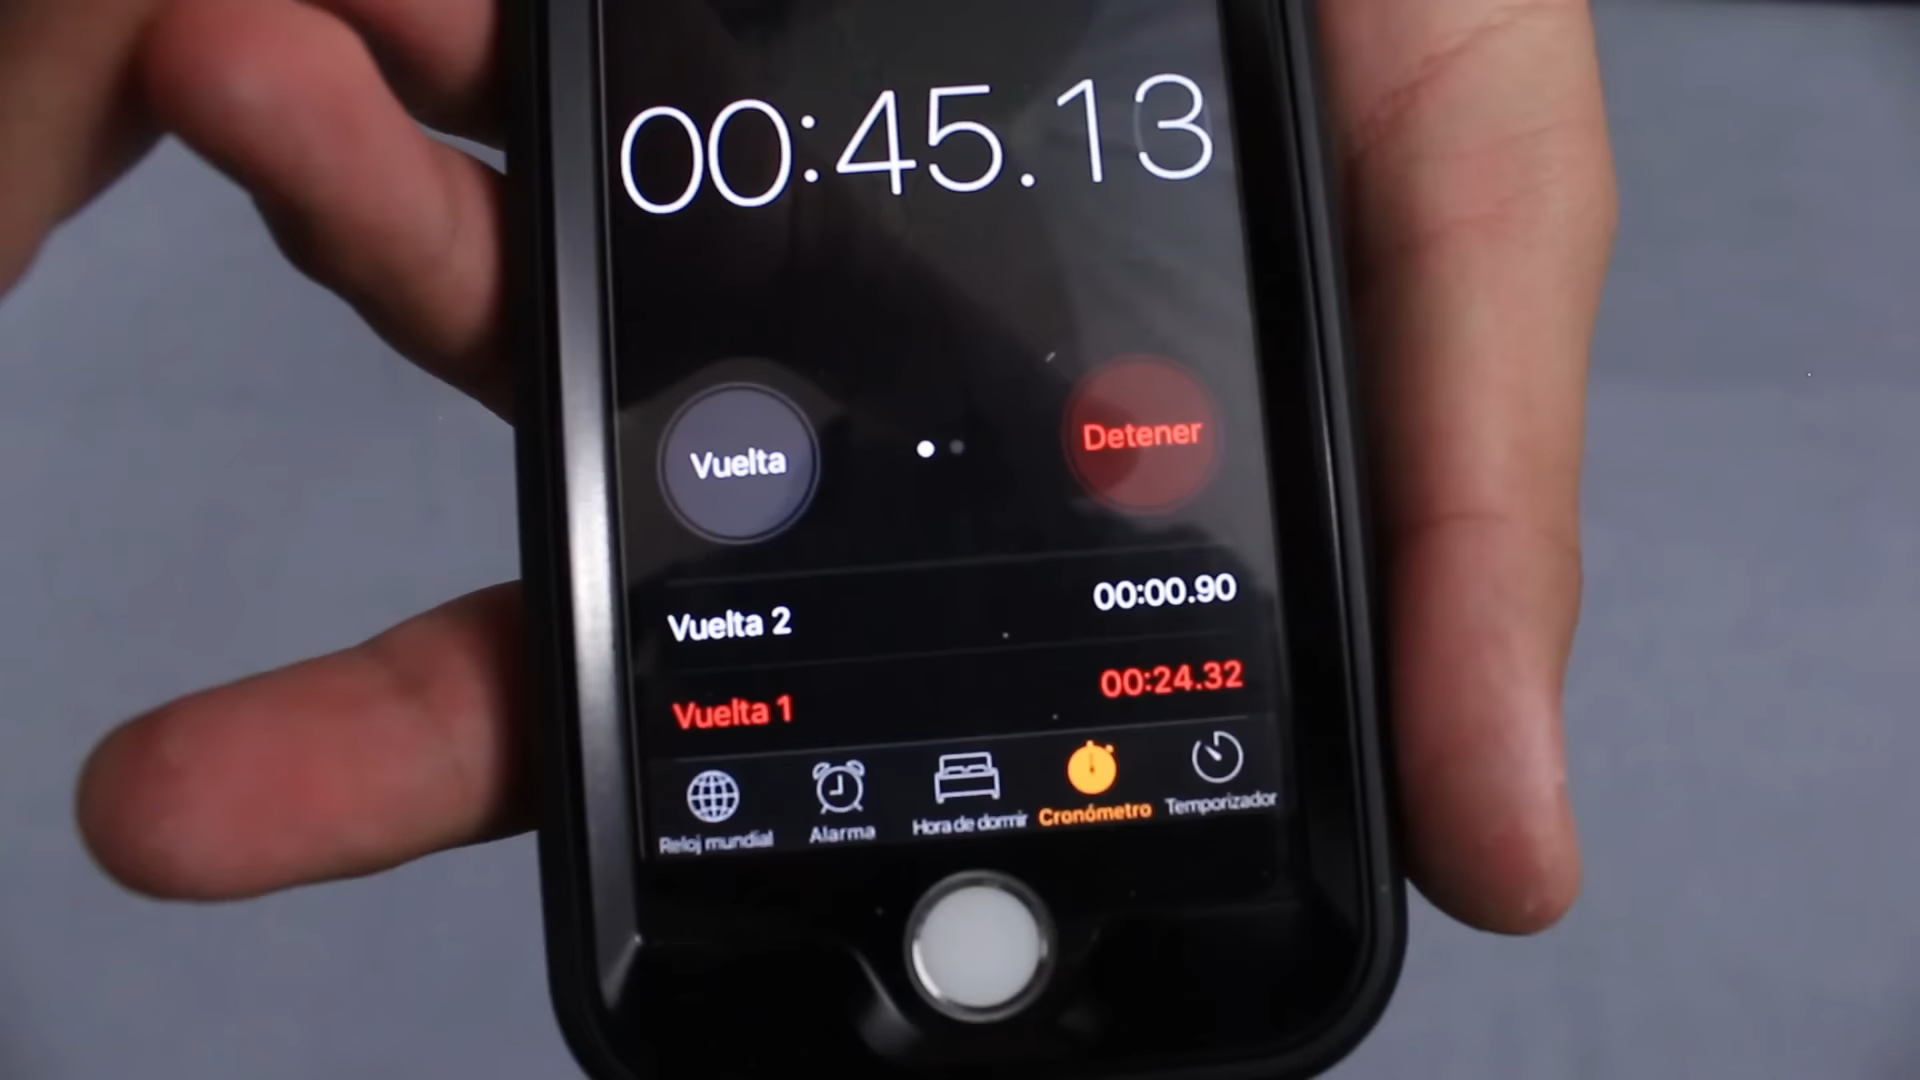 00:45.13
Vuelta
Detener
Vuelta 2 00:00.90
Vuelta 1 00:24.32
Reloj mundial Alarma Hora de dormir Cronómetro Temporizador